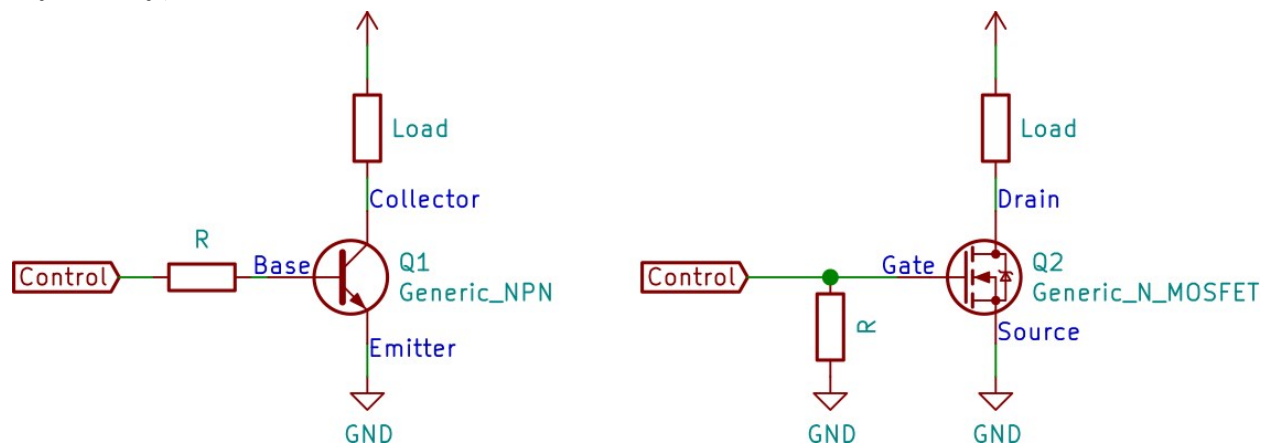 Load
Collector
R
Control
Base
Q1
Generic_NPN
Emitter
GND
Load
Drain
Control
Gate
Q2
Generic_N_MOSFET
R
Source
GND
GND